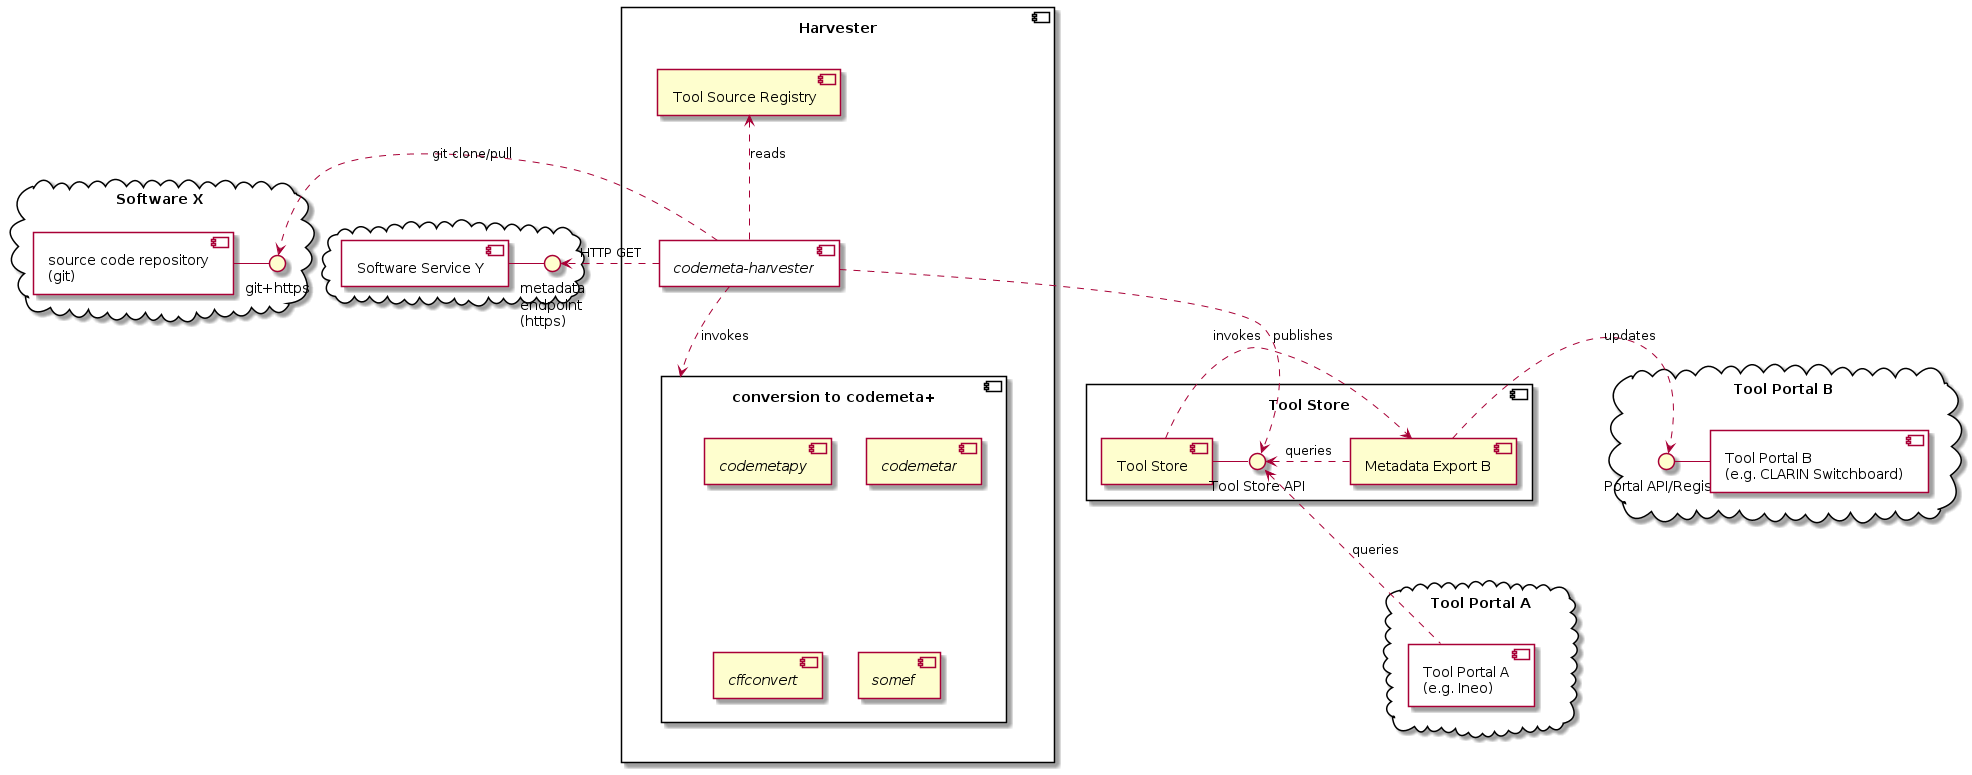 Harvester
Tool Source Registry
git clone/pull
reads
Software X
source code repository
(git)
git+https
Software Service Y
metadata
endpoint
(https)
HTTP GET
codemeta-harvester
invokes
conversion to codemeta+
codemetapy
codemetar
cffconvert
somef
invokes
publishes
updates
Tool Store
Tool Store
Tool Store API
queries
Metadata Export B
Tool Portal B
Portal API/Regis
Tool Portal B
(e.g. CLARIN Switchboard)
queries
Tool Portal A
Tool Portal A
(e.g. Ineo)